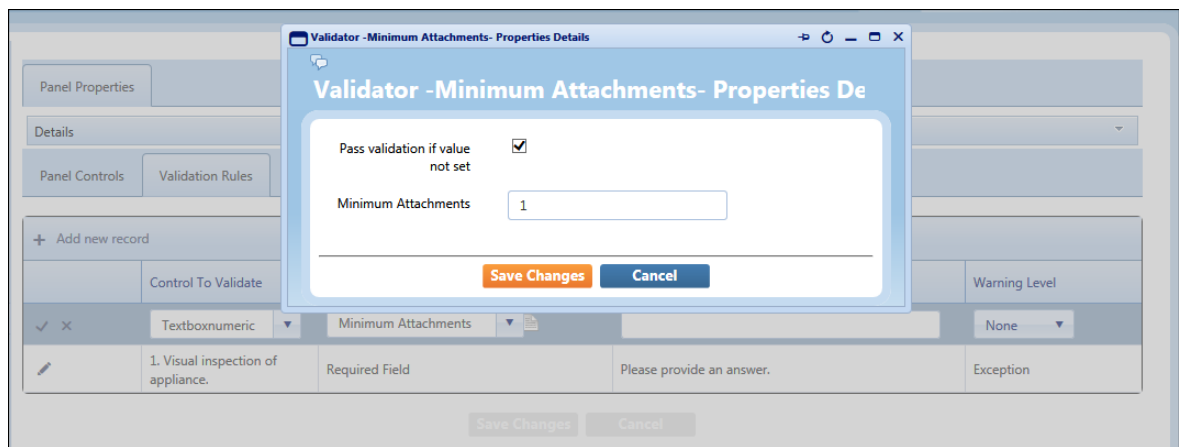 Validator -Minimum Attachments- Properties Details
Validator -Minimum Attachments- Properties De
Panel Properties
Details
Pass validation if value
not set
Minimum Attachments
1
Save Changes
Cancel
Panel Controls
Validation Rules
+ Add new record
Control To Validate
Warning Level
Textboxnumeric
Minimum Attachments
None
1. Visual inspection of
appliance.
Required Field
Please provide an answer.
Exception
Save Changes
Cancel